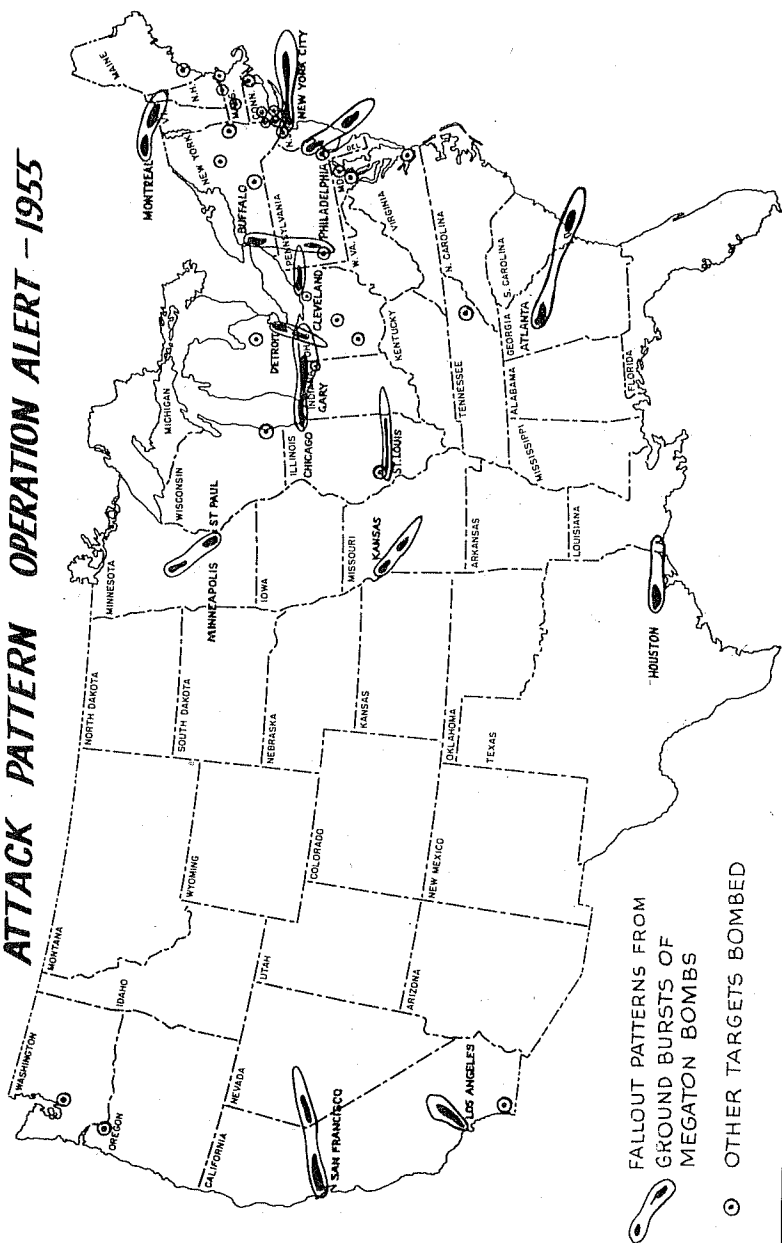 ATTACK PATTERN OPERATION ALERT - 1955
WASHINGTON
MONTANA
NORTH DAKOTA
MINNESOTA
MAINE
OREGON
IDAHO
SOUTH DAKOTA
WISCONSIN
MICHIGAN
MONTREAL
N.H.
WYOMING
MINNEAPOLIS
ST PAUL
NEW YORK
MASS.
CONN.
CALIFORNIA
NEVADA
UTAH
NEBRASKA
IOWA
BUFFALO
DETROIT
NEW YORK CITY
COLORADO
ILLINOIS
CHICAGO
GARY
CLEVELAND
PENNSYLVANIA
PHILADELPHIA
MD.
DEL.
SAN FRANCISCO
KANSAS
MISSOURI
KANSAS
ST. LOUIS
W. VA.
VIRGINIA
KENTUCKY
ARIZONA
NEW MEXICO
OKLAHOMA
TEXAS
ARKANSAS
TENNESSEE
N. CAROLINA
LOS ANGELES
GEORGIA
S. CAROLINA
ATLANTA
ALABAMA
MISSISSIPPI
LOUISIANA
HOUSTON
FLORIDA
FALLOUT PATTERNS FROM
GROUND BURSTS OF
MEGATON BOMBS
OTHER TARGETS BOMBED